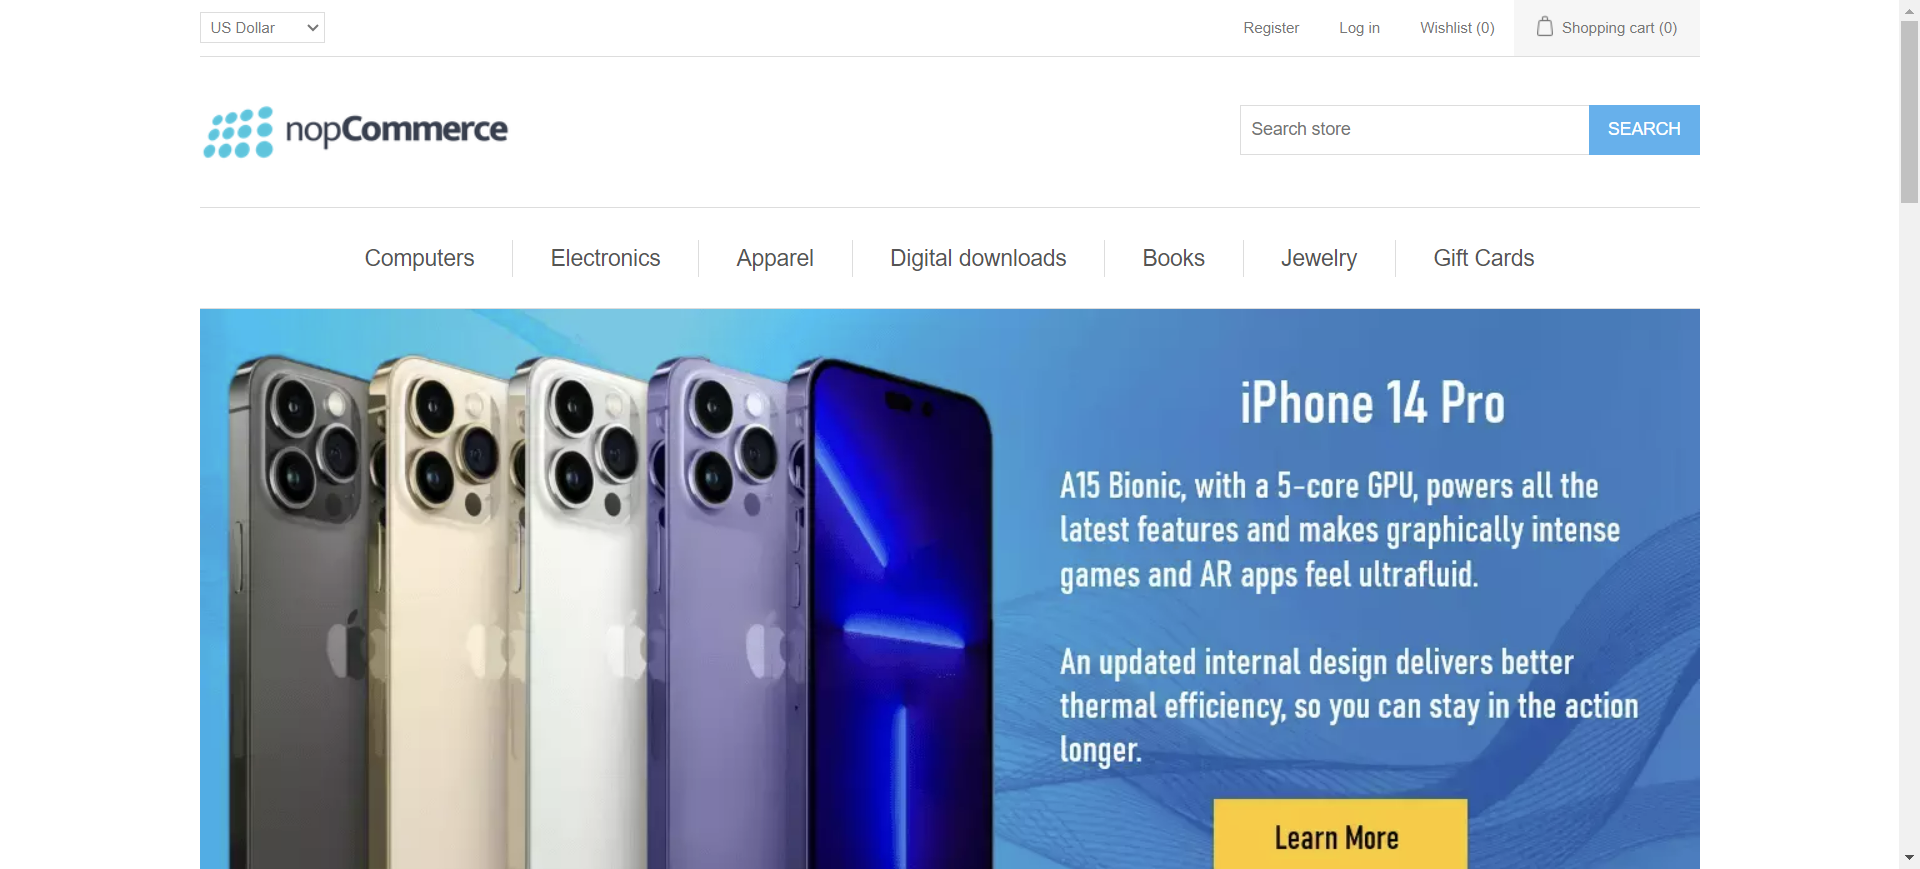 US Dollar
Register
Log in
Wishlist (0)
Shopping cart (0)
nopCommerce
Search store
SEARCH
Computers
Electronics
Apparel
Digital downloads
Books
Jewelry
Gift Cards
iPhone 14 Pro
A15 Bionic, with a 5-core GPU, powers all the
latest features and makes graphically intense
games and AR apps feel ultrafluid.
An updated internal design delivers better
thermal efficiency, so you can stay in the action
longer.
Learn More